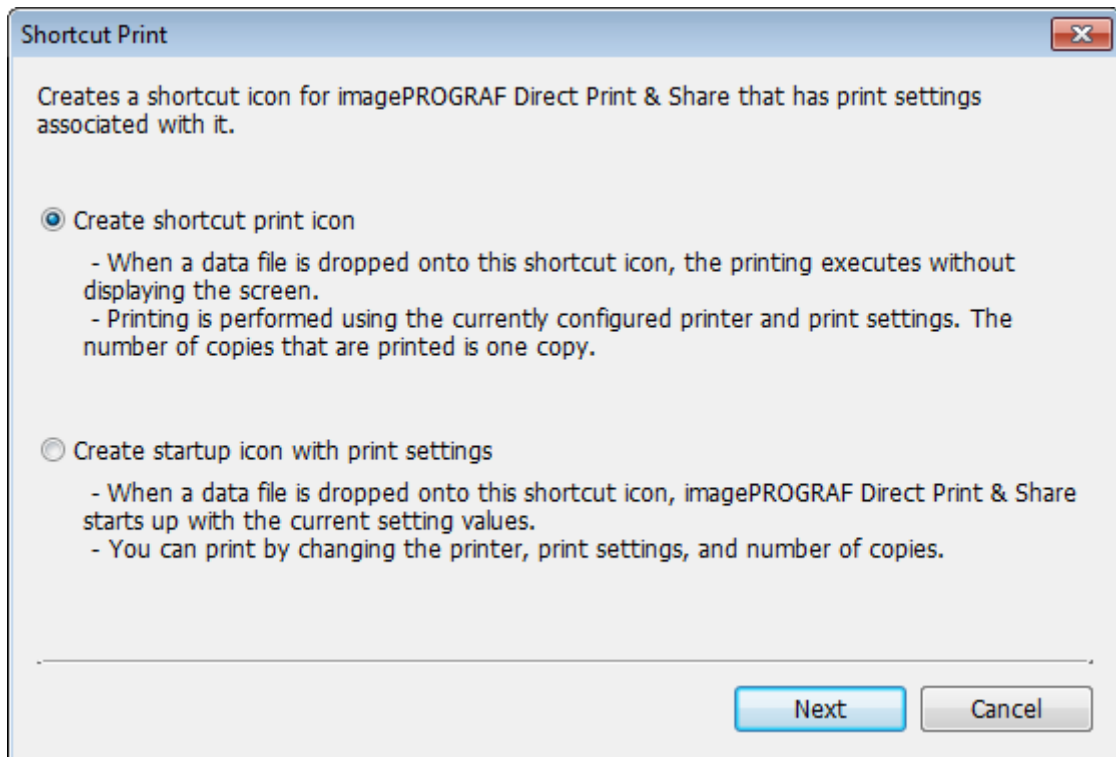 Shortcut Print
Creates a shortcut icon for imagePROGRAF Direct Print & Share that has print settings
associated with it.
Create shortcut print icon
- When a data file is dropped onto this shortcut icon, the printing executes without
displaying the screen.
- Printing is performed using the currently configured printer and print settings. The
number of copies that are printed is one copy.
Create startup icon with print settings
- When a data file is dropped onto this shortcut icon, imagePROGRAF Direct Print & Share
starts up with the current setting values.
- You can print by changing the printer, print settings, and number of copies.
Next
Cancel